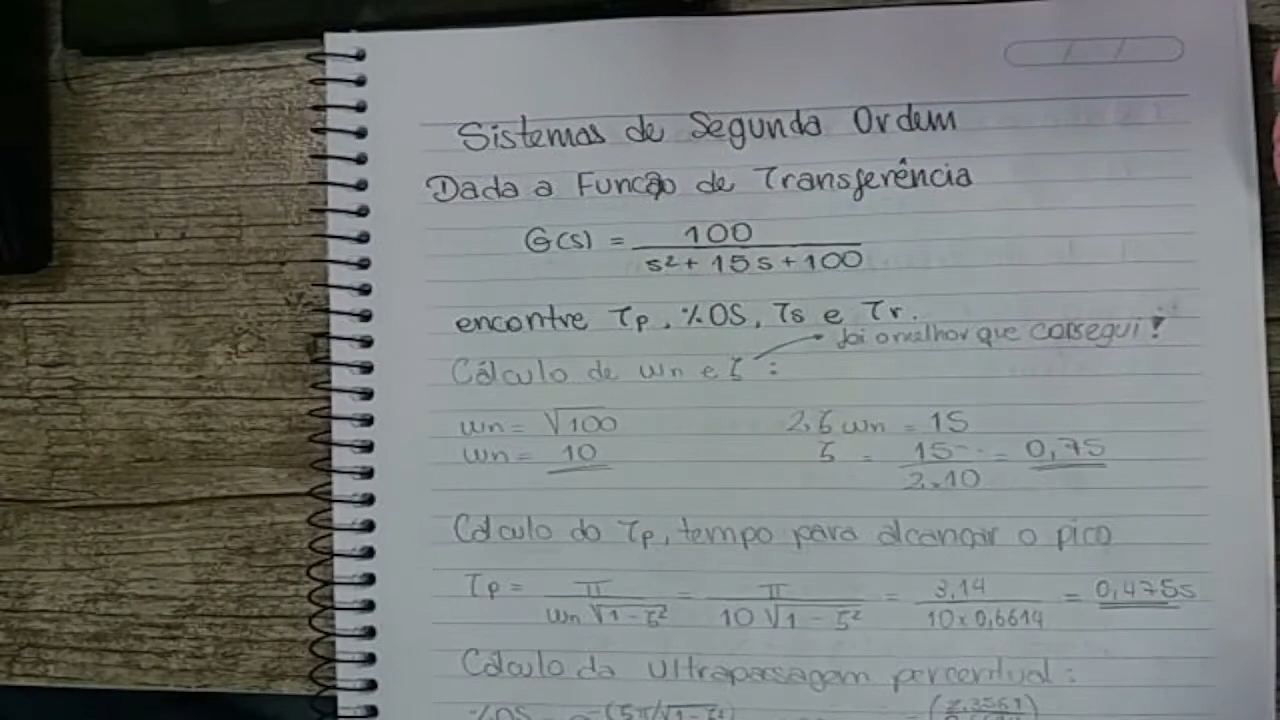 Sistemas de Segunda Ordem
Dada a Função de Transferência
G(s) = 100 / s² + 15s + 100
encontre Tp, %OS, Ts e Tr.
foi o melhor que consegui!
Cálculo de wn e ζ :
wn = √100 2.ζ wn = 15
wn = 10 ζ = 15 / 2.10 = 0,75
Cálculo do Tp, tempo para alcançar o pico
Tp = π / wn √1-ζ² = π / 10 √1-ζ² = 3,14 / 10×0,6614 = 0,475s
Cálculo da Ultrapassagem percentual:
%OS